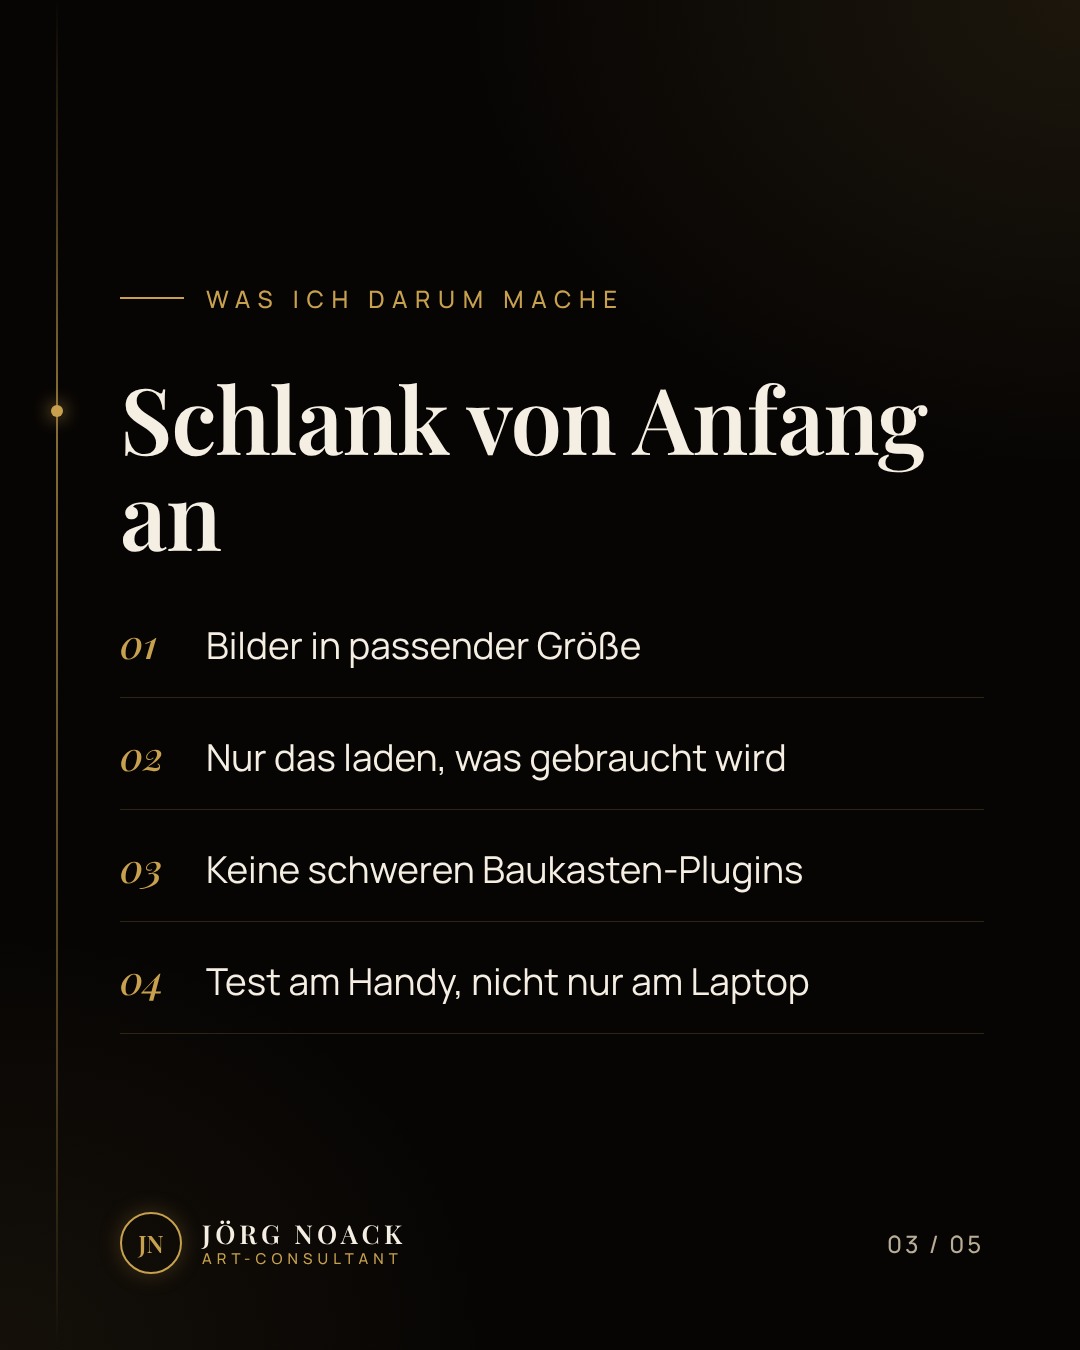 WAS ICH DARUM MACHE
Schlank von Anfang
an
01 Bilder in passender Größe
02 Nur das laden, was gebraucht wird
03 Keine schweren Baukasten-Plugins
04 Test am Handy, nicht nur am Laptop
JN
JÖRG NOACK
ART-CONSULTANT
03 / 05